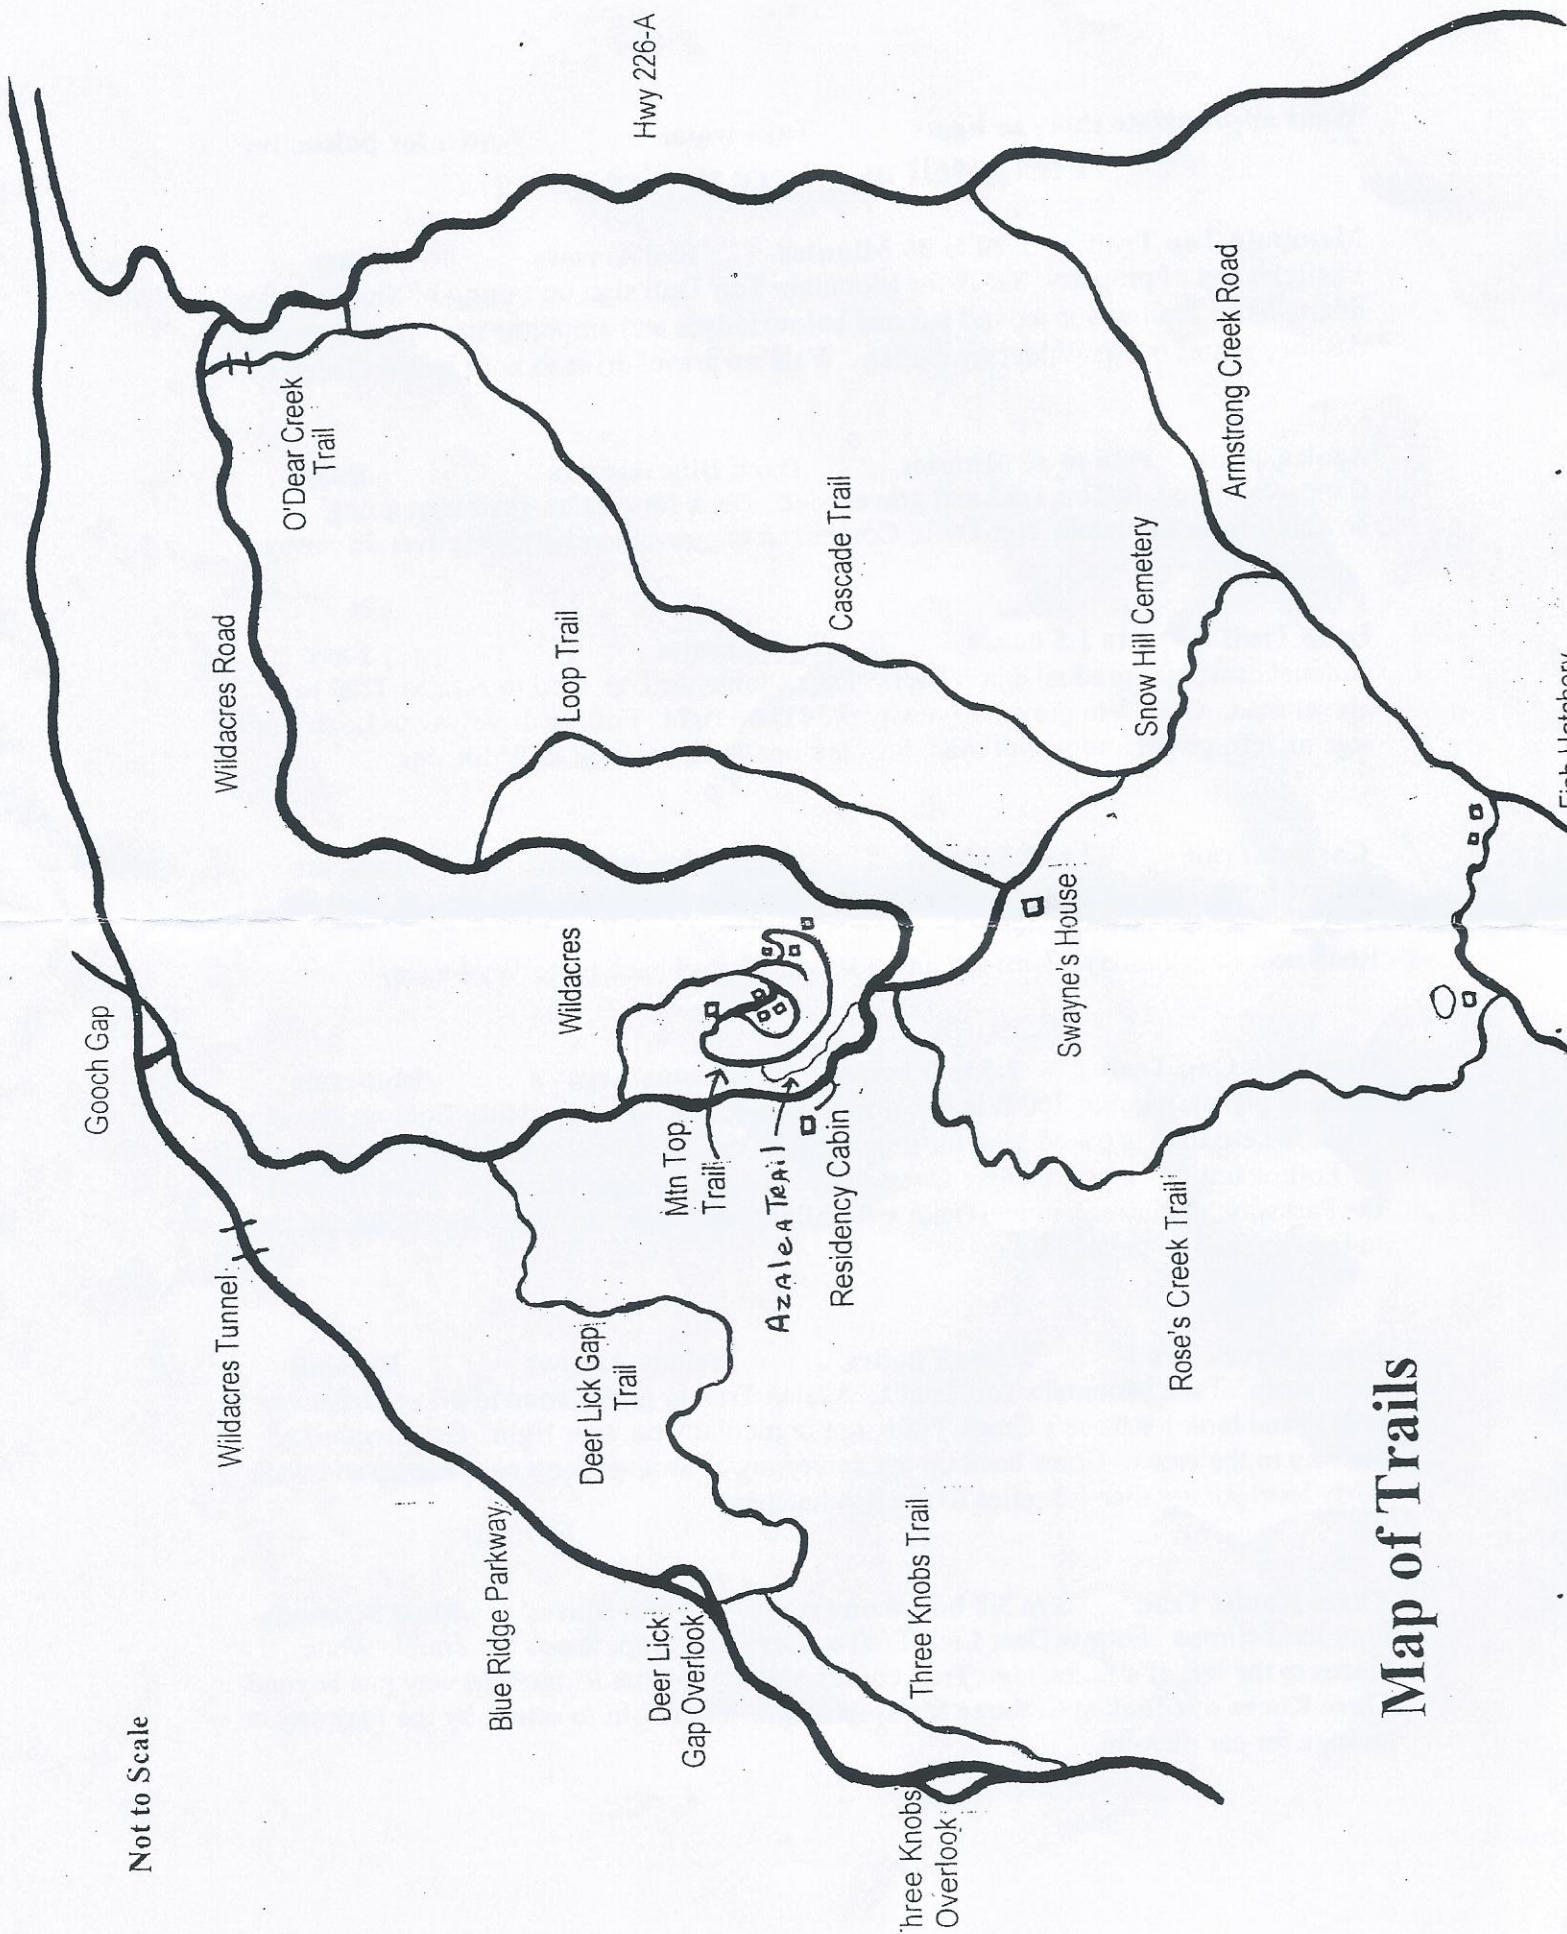 Not to Scale
Three Knobs
Overlook
Deer Lick
Gap Overlook
Blue Ridge Parkway
Wildacres Tunnel
Gooch Gap
Three Knobs Trail
Deer Lick Gap
Trail
Mtn Top
Trail
Azalea Trail
Residency Cabin
Wildacres
Wildacres Road
Loop Trail
O'Dear Creek
Trail
Cascade Trail
Hwy 226-A
Rose's Creek Trail
Swayne's House
Snow Hill Cemetery
Armstrong Creek Road
Map of Trails